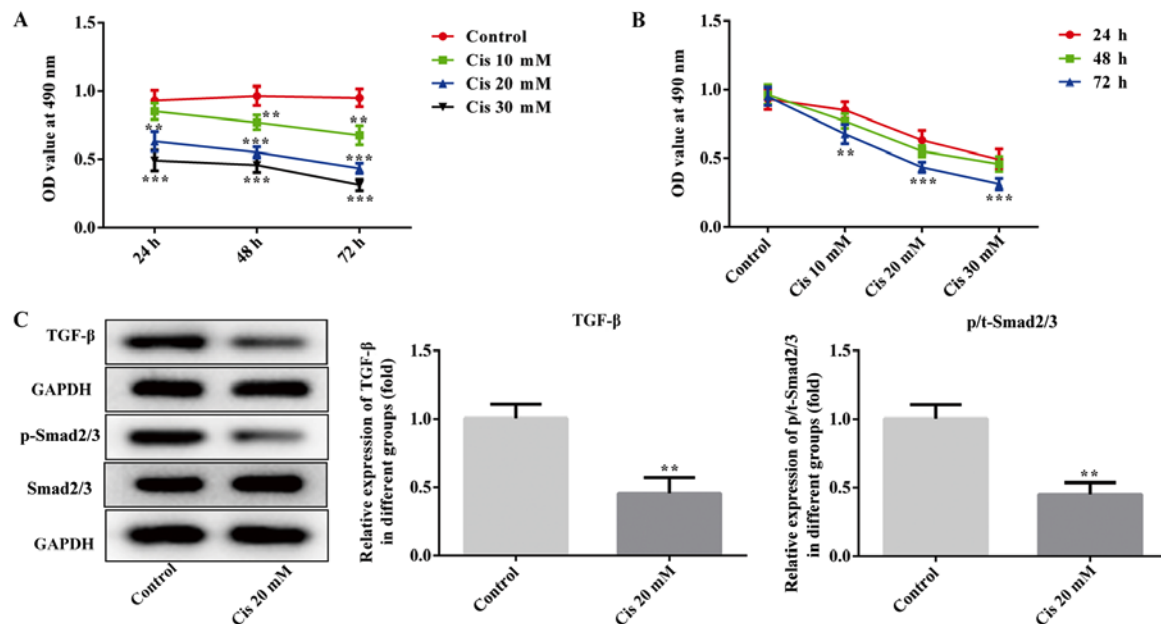 A
OD value at 490 nm
1.5
1.0
0.5
0.0
**
***
**
***
***
**
***
***
24 h
48 h
72 h
Control
Cis 10 mM
Cis 20 mM
Cis 30 mM
B
OD value at 490 nm
1.5
1.0
0.5
0.0
**
***
***
Control
Cis 10 mM
Cis 20 mM
Cis 30 mM
24 h
48 h
72 h
C
TGF-β
GAPDH
p-Smad2/3
Smad2/3
GAPDH
Control
Cis 20 mM
TGF-β
Relative expression of TGF-β
in different groups (fold)
1.5
1.0
0.5
0.0
**
Control
Cis 20 mM
p/t-Smad2/3
Relative expression of p/t-Smad2/3
in different groups (fold)
1.5
1.0
0.5
0.0
**
Control
Cis 20 mM